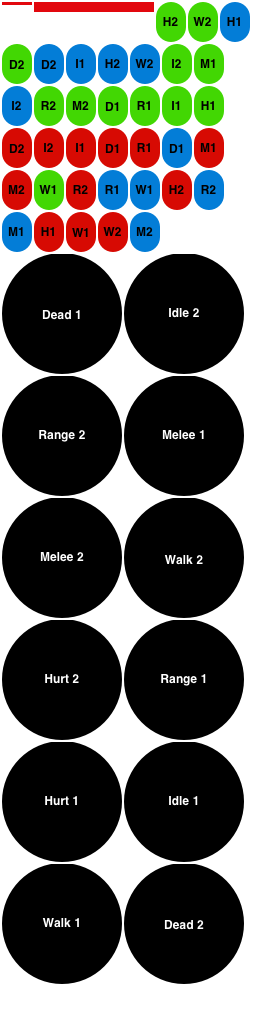 H2 W2 H1
D2 D2 I1 H2 W2 I2 M1
I2 R2 M2 D1 R1 I1 H1
D2 I2 I1 D1 R1 D1 M1
M2 W1 R2 R1 W1 H2 R2
M1 H1 W1 W2 M2
Dead 1 Idle 2
Range 2 Melee 1
Melee 2 Walk 2
Hurt 2 Range 1
Hurt 1 Idle 1
Walk 1 Dead 2